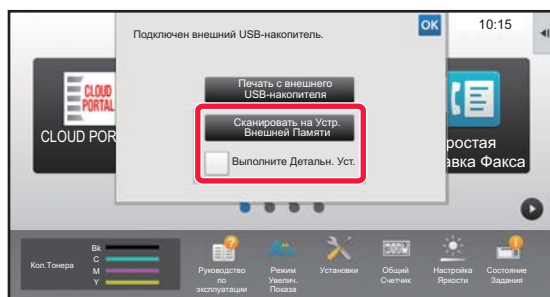 Подключен внешний USB-накопитель.
OK
10:15
Печать с внешнего
USB-накопителя
Сканировать на Устр.
Внешней Памяти
Выполните Детальн. Уст.
CLOUD
PORTAL
CLOUD POR
ростая
авка Факса
Кол.Тонера
Bk
C
M
Y
Руководство
по
эксплуатации
Режим
Увелич.
Показа
Установки
Общий
Счетчик
Настройка
Яркости
Состояние
Задания